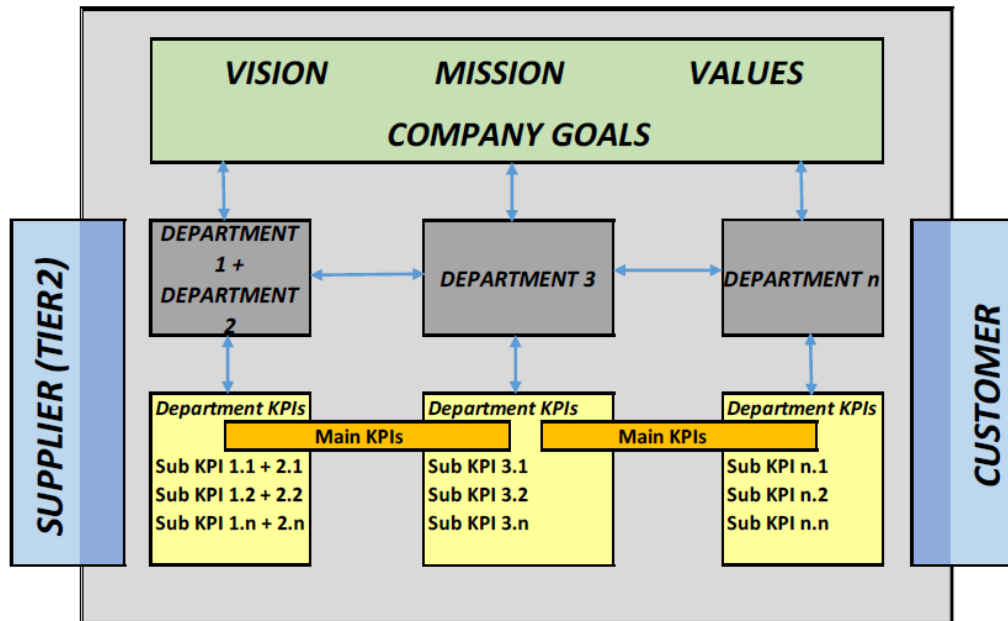 VISION MISSION VALUES
COMPANY GOALS
SUPPLIER (TIER2)
DEPARTMENT
1 +
DEPARTMENT
2
DEPARTMENT 3
DEPARTMENT n
CUSTOMER
Department KPIs
Department KPIs
Department KPIs
Main KPIs
Main KPIs
Sub KPI 1.1 + 2.1
Sub KPI 1.2 + 2.2
Sub KPI 1.n + 2.n
Sub KPI 3.1
Sub KPI 3.2
Sub KPI 3.n
Sub KPI n.1
Sub KPI n.2
Sub KPI n.n